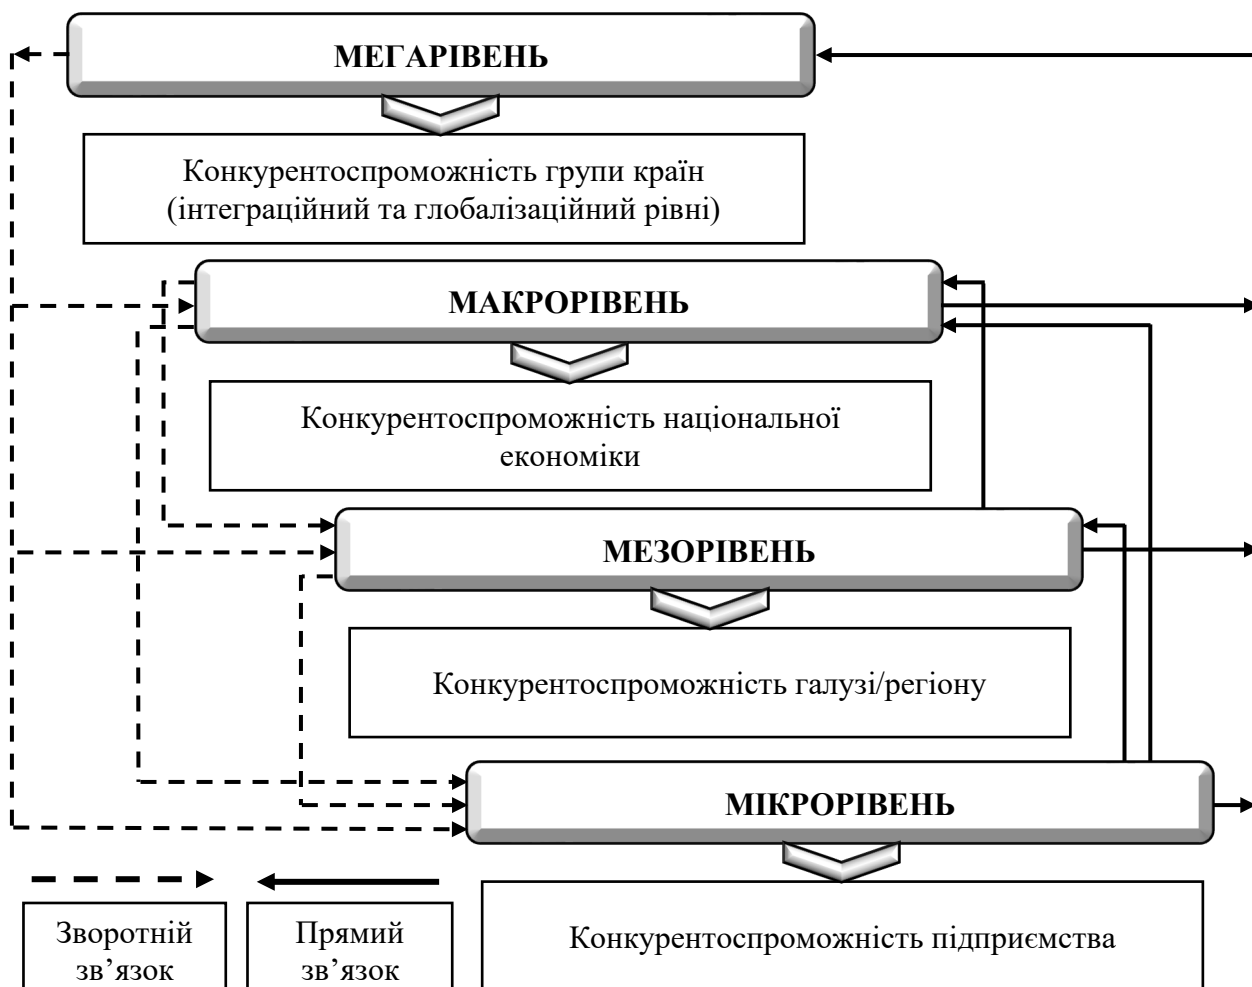 МЕГАРІВЕНЬ
Конкурентоспроможність групи країн
(інтеграційний та глобалізаційний рівні)
МАКРОРІВЕНЬ
Конкурентоспроможність національної
економіки
МЕЗОРІВЕНЬ
Конкурентоспроможність галузі/регіону
МІКРОРІВЕНЬ
Конкурентоспроможність підприємства
Зворотній
зв’язок
Прямий
зв’язок